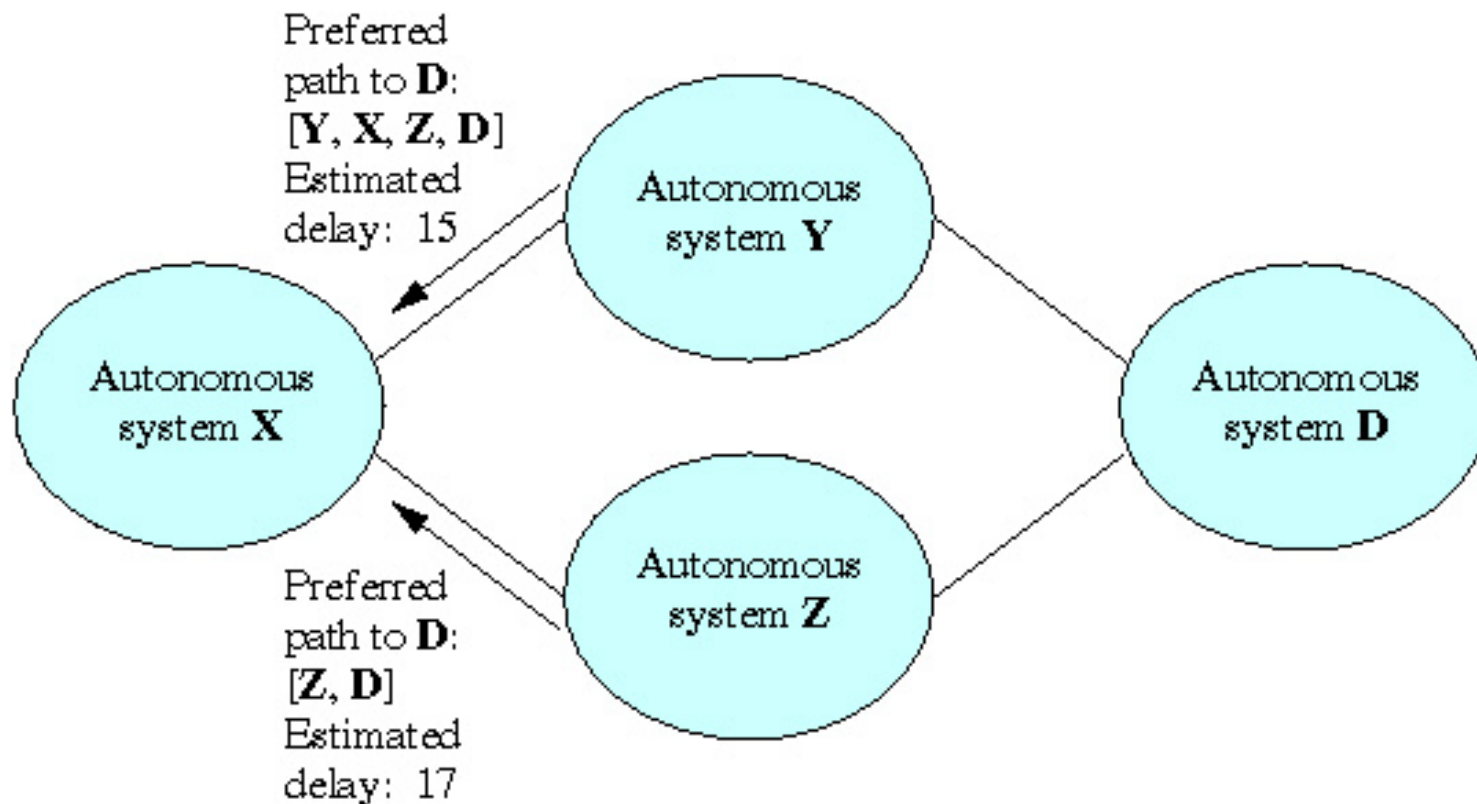 Preferred
path to D:
[Y, X, Z, D]
Estimated
delay: 15
Autonomous
system Y
Autonomous
system X
Autonomous
system D
Autonomous
system Z
Preferred
path to D:
[Z, D]
Estimated
delay: 17